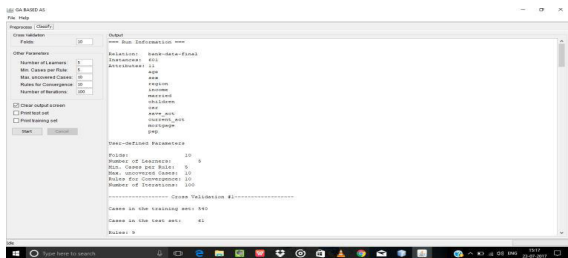 GA BASED AS
File Help
Preprocess Classify
Cross Validation
Folds: 10
Other Parameters
Number of Learners: 5
Min. Cases per Rule: 5
Max. uncovered Cases: 10
Rules for Convergence: 10
Number of Iterations: 100
Clear output screen
Print test set
Print training set
Start Cancel
Output
=== Run Information ===
Relation: bank-data-final
Instances: 601
Attributes: 11
age
sex
region
income
married
children
car
save_act
current_act
mortgage
pep
User-defined Parameters
Folds: 10
Number of Learners: 5
Min. Cases per Rule: 5
Max. uncovered Cases: 10
Rules for Convergence: 10
Number of Iterations: 100
----------------- Cross Validation #1-----------------
Cases in the training set: 540
Cases in the test set: 61
Rules: 9
Idle
Type here to search
ENG
15:17
23-07-2017